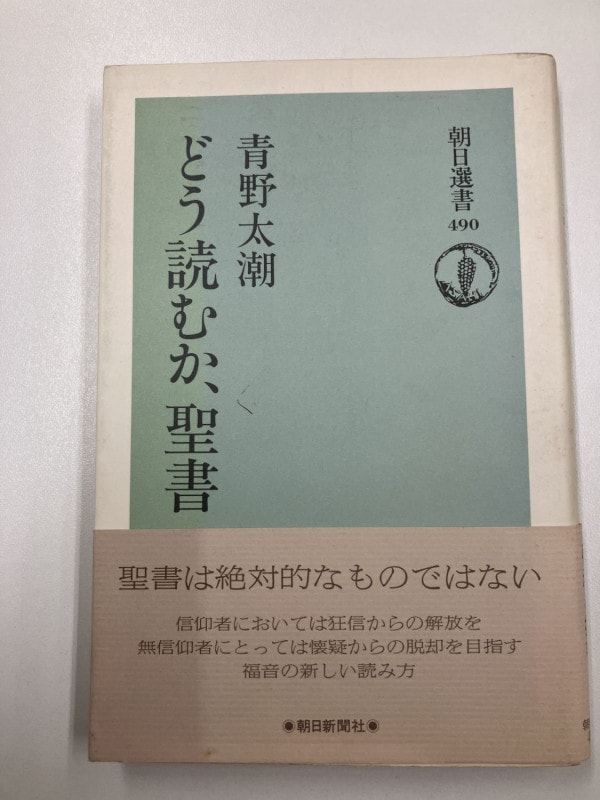 朝日選書
490
青野太潮
どう読むか、聖書
聖書は絶対的なものではない
信仰者においては狂信からの解放を
無信仰者にとっては懐疑からの脱却を目指す
福音の新しい読み方
◉朝日新聞社◉